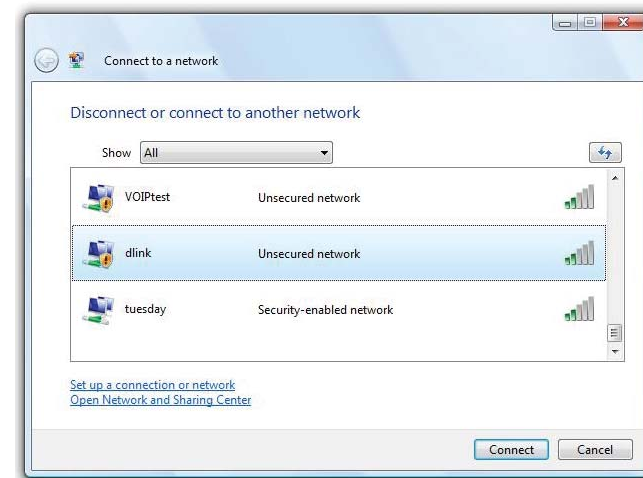 Connect to a network
Disconnect or connect to another network
Show All
VOIPtest Unsecured network
dlink Unsecured network
tuesday Security-enabled network
Set up a connection or network
Open Network and Sharing Center
Connect Cancel